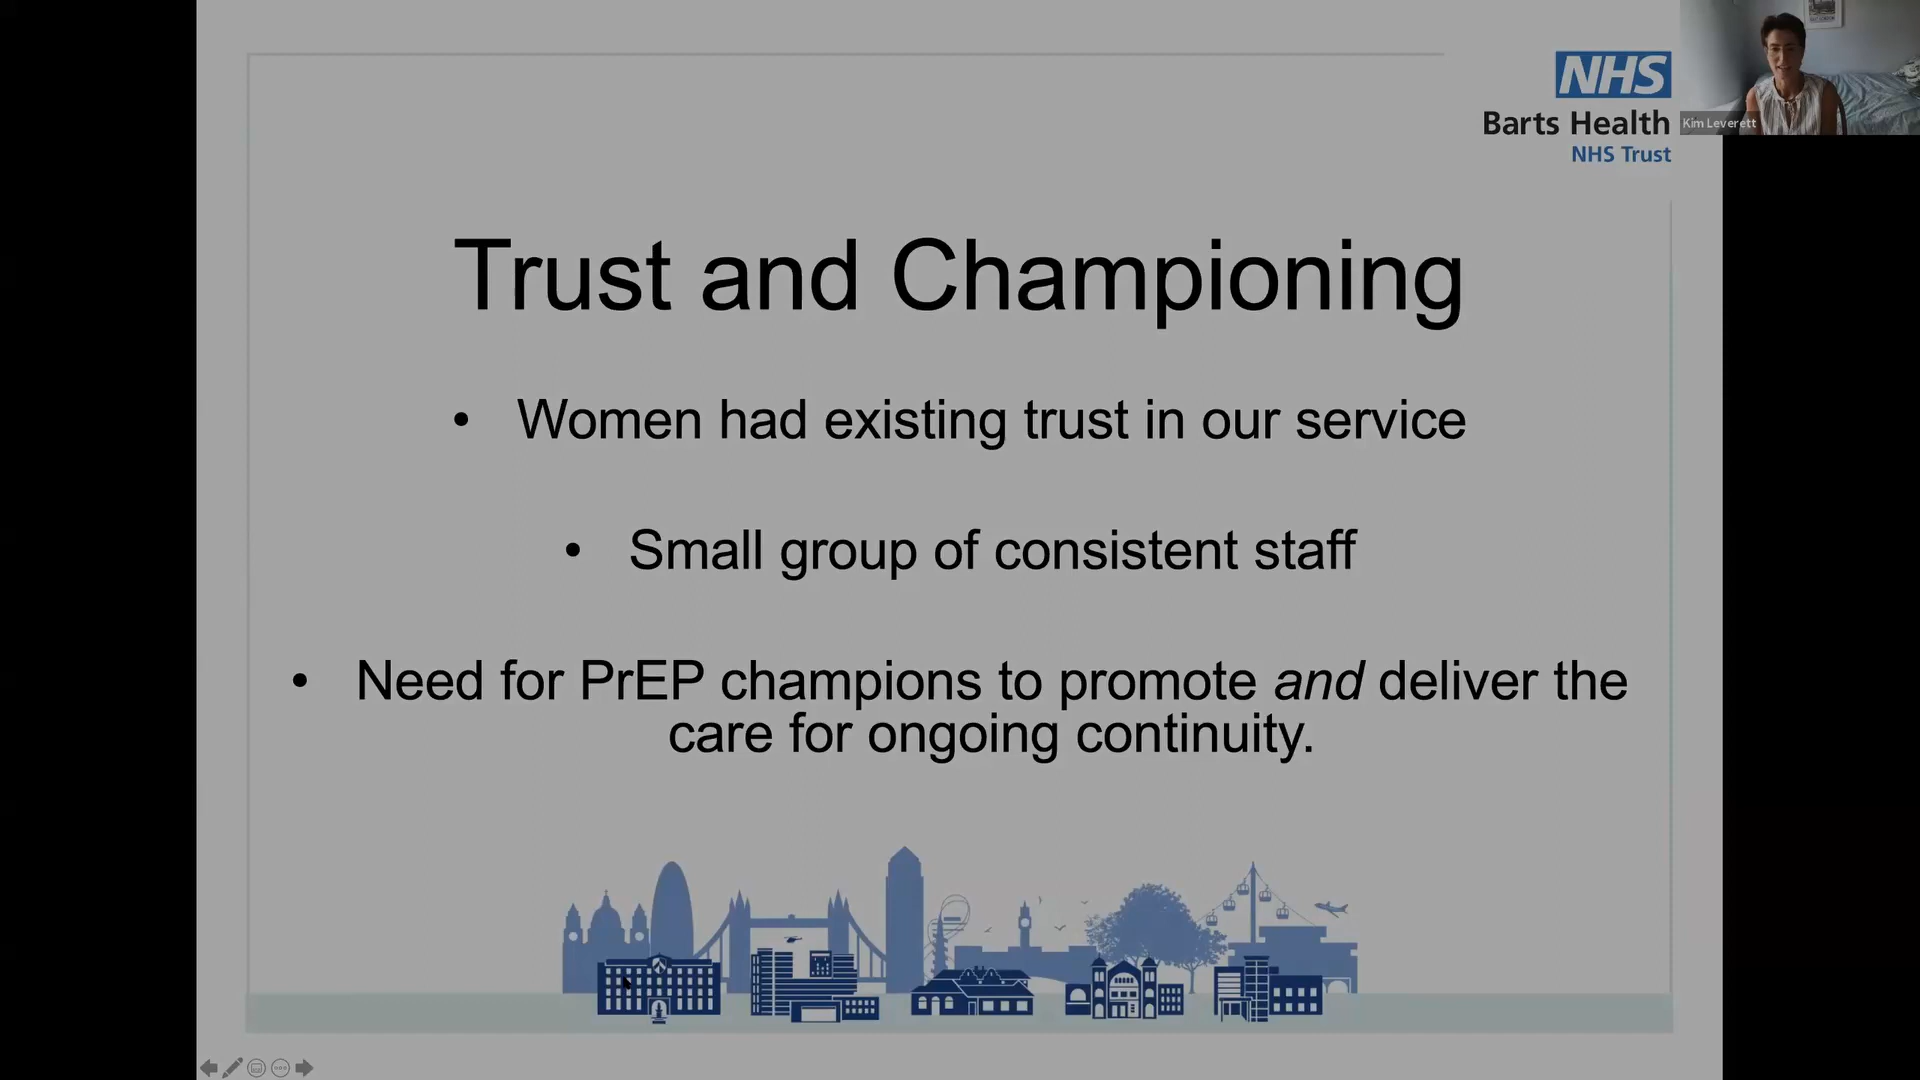 NHS
Barts Health
NHS Trust
Kim Leverett
Trust and Championing
• Women had existing trust in our service
• Small group of consistent staff
• Need for PrEP champions to promote and deliver the
care for ongoing continuity.